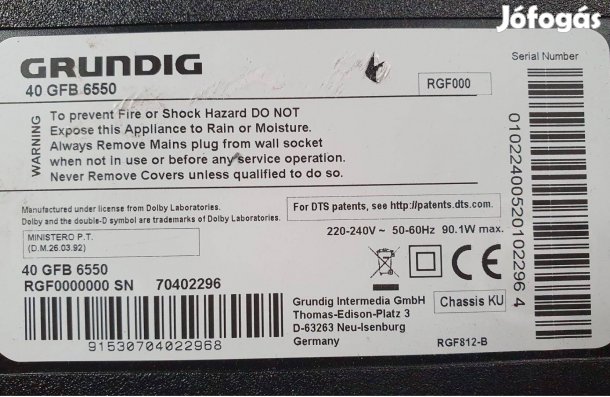 Jófogás
GRUNDIG
40 GFB 6550
RGF000
Serial Number
WARNING
To prevent Fire or Shock Hazard DO NOT
Expose this Appliance to Rain or Moisture.
Always Remove Mains plug from wall socket
when not in use or before any service operation.
Never Remove Covers unless qualified to do so.
Manufactured under license from Dolby Laboratories.
Dolby and the double-D symbol are trademarks of Dolby Laboratories.
For DTS patents, see http://patents.dts.com.
MINISTERO P.T.
(D.M.26.03.92)
220-240V ~ 50-60Hz 90.1W max.
40 GFB 6550
RGF0000000 SN 70402296
91530704022968
Grundig Intermedia GmbH
Thomas-Edison-Platz 3
D-63263 Neu-Isenburg
Germany
CE
Chassis KU
RGF812-B
01022400520102296 4